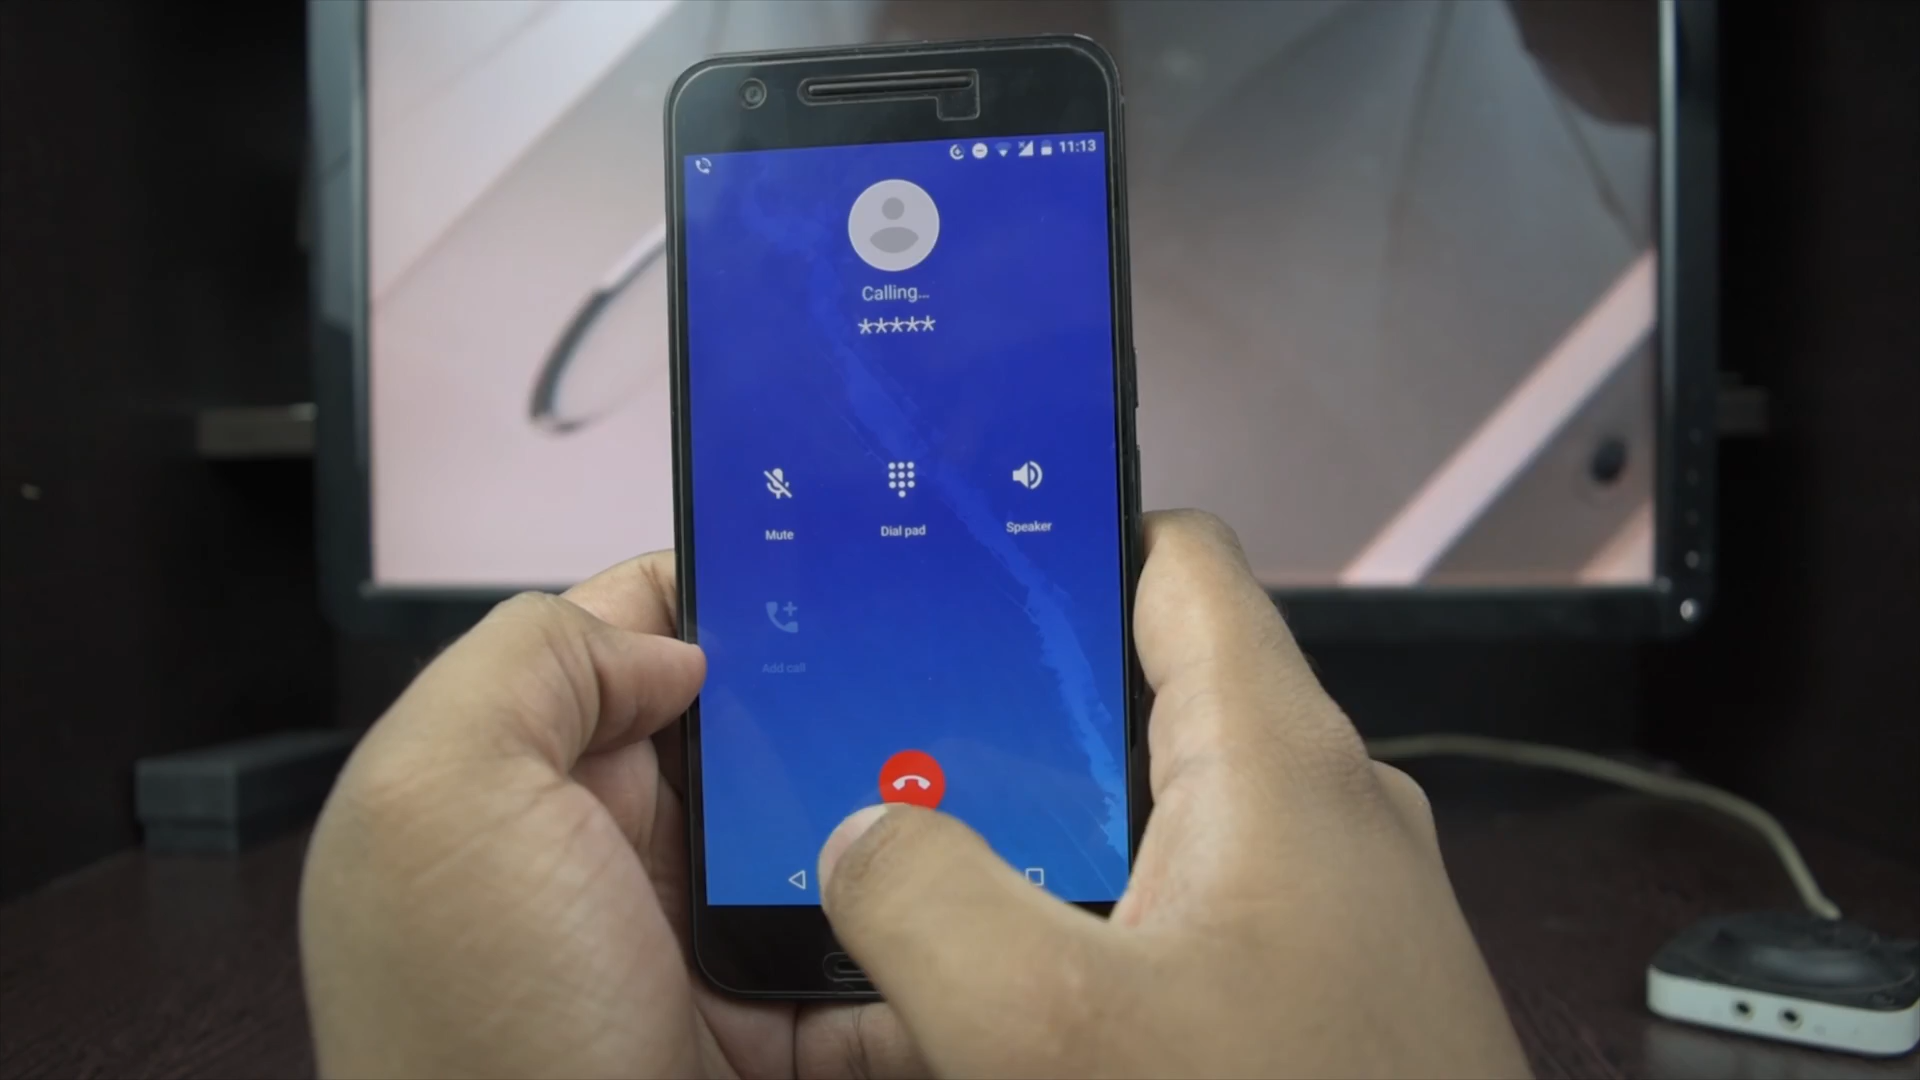 11:13
Calling...
*****
Mute
Dial pad
Speaker
Add call